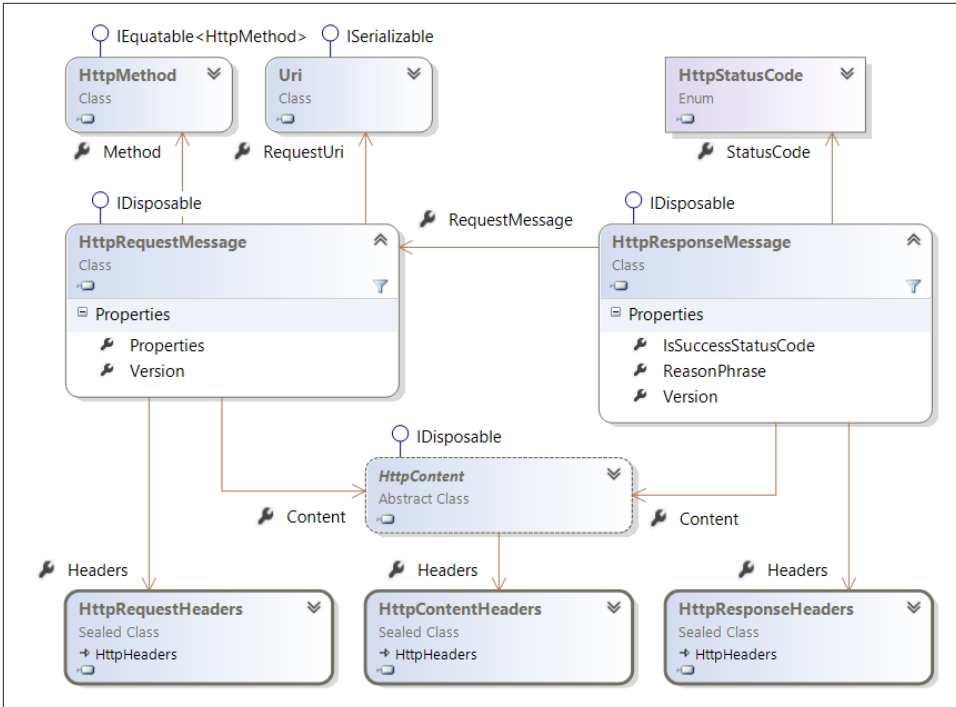 IEquatable<HttpMethod>
ISerializable
HttpMethod
Class
Uri
Class
HttpStatusCode
Enum
Method
RequestUri
StatusCode
IDisposable
IDisposable
RequestMessage
HttpRequestMessage
Class
Properties
Properties
Version
HttpResponseMessage
Class
Properties
IsSuccessStatusCode
ReasonPhrase
Version
IDisposable
HttpContent
Abstract Class
Content
Content
Headers
Headers
Headers
HttpRequestHeaders
Sealed Class
HttpHeaders
HttpContentHeaders
Sealed Class
HttpHeaders
HttpResponseHeaders
Sealed Class
HttpHeaders